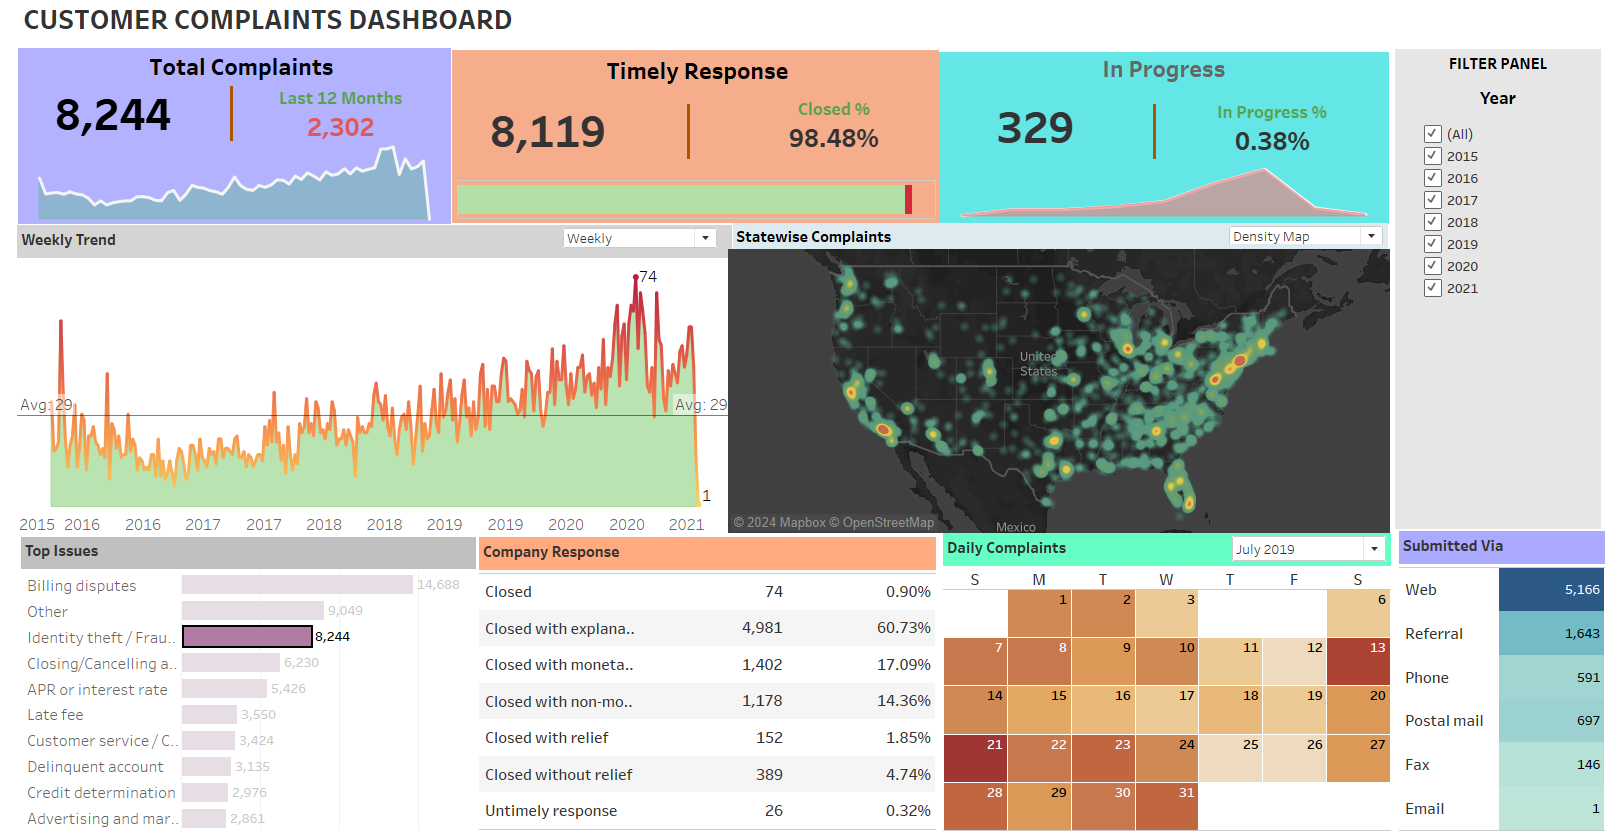 CUSTOMER COMPLAINTS DASHBOARD
Total Complaints
8,244
Last 12 Months
2,302
Timely Response
8,119
Closed %
98.48%
In Progress
329
In Progress %
0.38%
FILTER PANEL
Year
(All)
2015
2016
2017
2018
2019
2020
2021
Weekly Trend
Weekly
74
Avg: 29
Avg: 29
1
2015 2016 2016 2017 2017 2018 2018 2019 2019 2020 2020 2021
Statewise Complaints
Density Map
United
States
Mexico
© 2024 Mapbox © OpenStreetMap
Top Issues
Billing disputes 14,688
Other 9,049
Identity theft / Frau.. 8,244
Closing/Cancelling a.. 6,230
APR or interest rate 5,426
Late fee 3,550
Customer service / C.. 3,424
Delinquent account 3,135
Credit determination 2,976
Advertising and mar.. 2,861
Company Response
Closed 74 0.90%
Closed with explana.. 4,981 60.73%
Closed with moneta.. 1,402 17.09%
Closed with non-mo.. 1,178 14.36%
Closed with relief 152 1.85%
Closed without relief 389 4.74%
Untimely response 26 0.32%
Daily Complaints
July 2019
S M T W T F S
1 2 3 6
7 8 9 10 11 12 13
14 15 16 17 18 19 20
21 22 23 24 25 26 27
28 29 30 31
Submitted Via
Web 5,166
Referral 1,643
Phone 591
Postal mail 697
Fax 146
Email 1